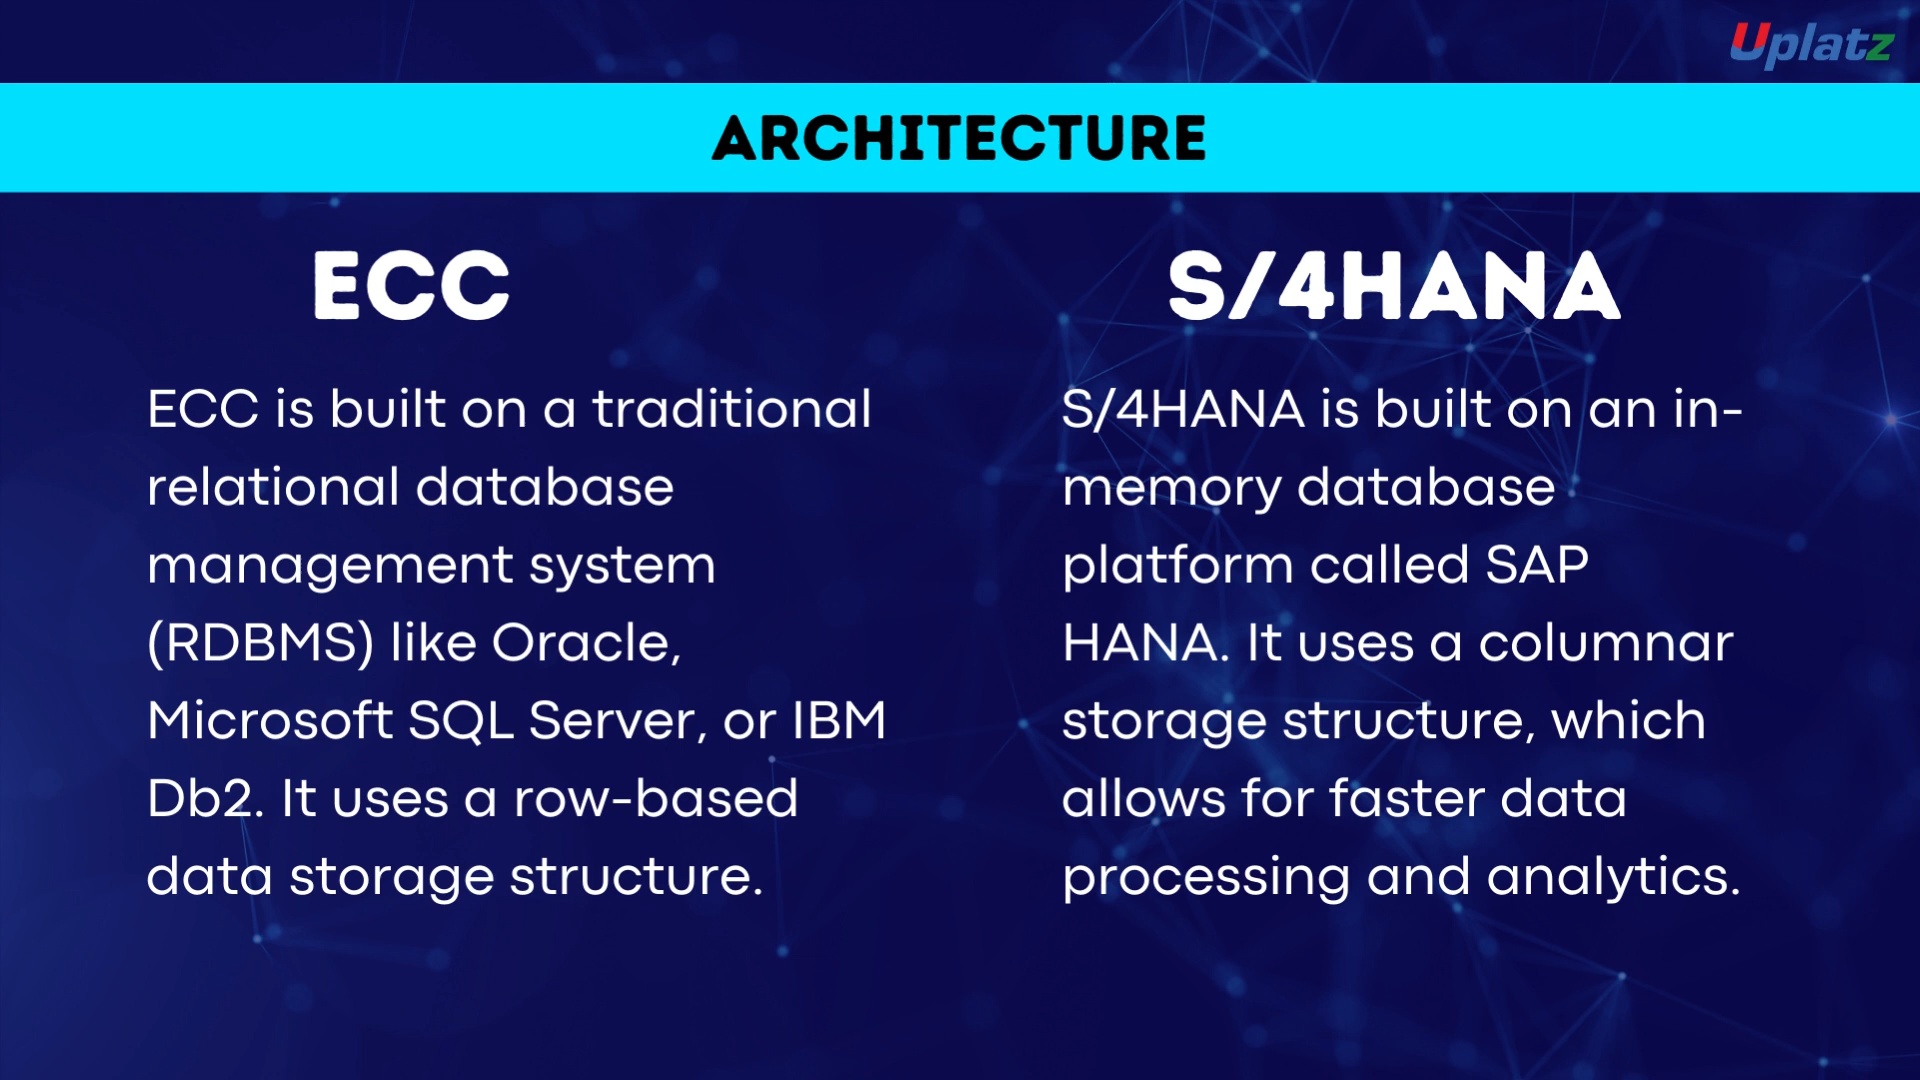 Uplatz
ARCHITECTURE
ECC
ECC is built on a traditional
relational database
management system
(RDBMS) like Oracle,
Microsoft SQL Server, or IBM
Db2. It uses a row-based
data storage structure.
S/4HANA
S/4HANA is built on an in-
memory database
platform called SAP
HANA. It uses a columnar
storage structure, which
allows for faster data
processing and analytics.